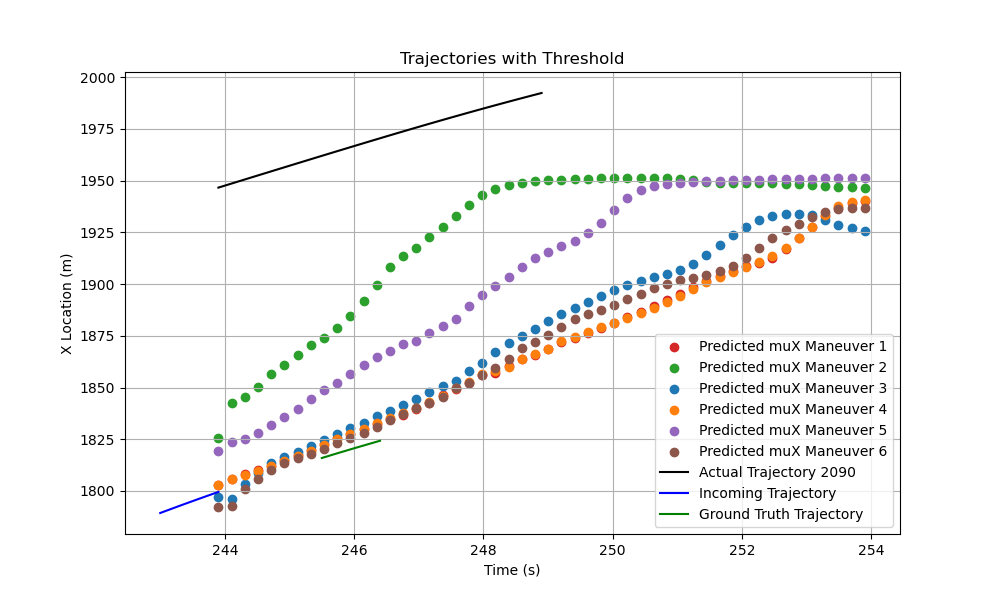 Trajectories with Threshold
X Location (m)
2000
1975
1950
1925
1900
1875
1850
1825
1800
Predicted muX Maneuver 1
Predicted muX Maneuver 2
Predicted muX Maneuver 3
Predicted muX Maneuver 4
Predicted muX Maneuver 5
Predicted muX Maneuver 6
Actual Trajectory 2090
Incoming Trajectory
Ground Truth Trajectory
244 246 248 250 252 254
Time (s)